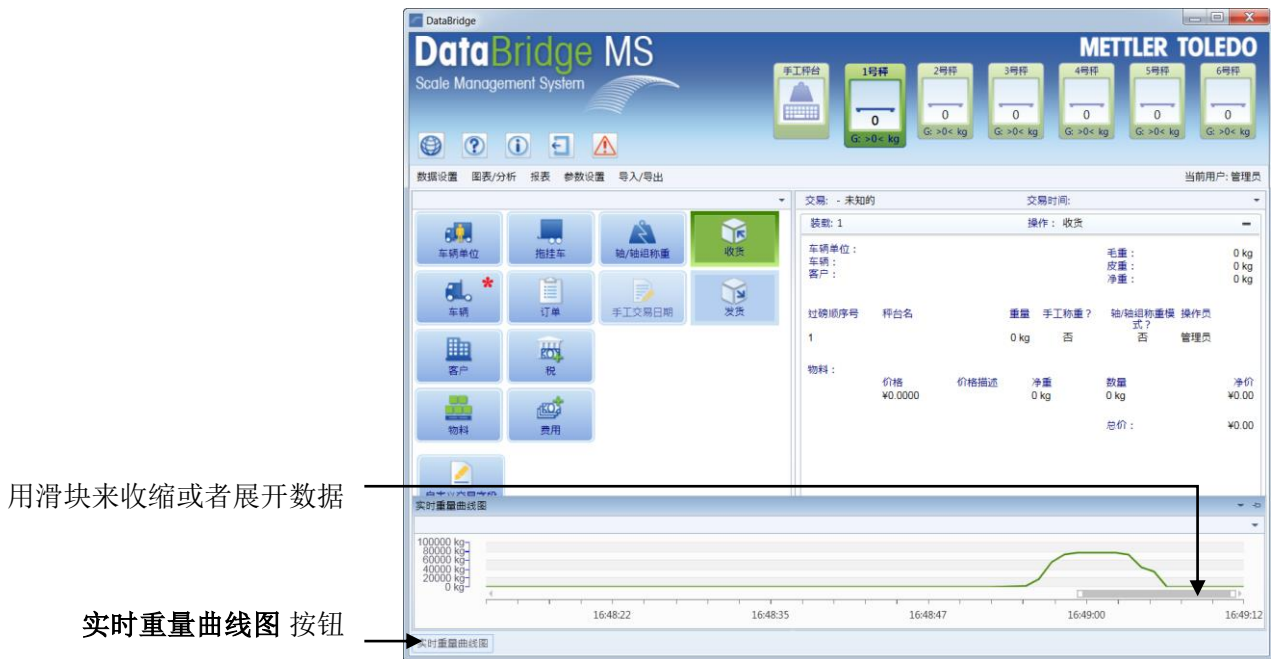 DataBridge
DataBridge MS
METTLER TOLEDO
Scale Management System
手工秤台 1号秤 2号秤 3号秤 4号秤 5号秤 6号秤
0 0 0 0 0 0
G: >0< kg G: >0< kg G: >0< kg G: >0< kg G: >0< kg G: >0< kg
数据设置 图表/分析 报表 参数设置 导入/导出 当前用户: 管理员
交易: - 未知的 交易时间:
装载: 1 操作： 收货
车辆单位 拖挂车 轴/轴组称重 收货
车辆 * 订单 手工交易日期 发货
客户 税
物料 费用
自定义交易字段
车辆单位： 毛重： 0 kg
车辆： 皮重： 0 kg
客户： 净重： 0 kg
过磅顺序号 秤台名 重量 手工称重？ 轴/轴组称重模式？ 操作员
1 0 kg 否 否 管理员
物料：
价格 价格描述 净重 数量 净价
¥0.0000 0 kg 0 kg ¥0.00
总价： ¥0.00
用滑块来收缩或者展开数据
实时重量曲线图
100000 kg
80000 kg
60000 kg
40000 kg
20000 kg
0 kg
16:48:22 16:48:35 16:48:47 16:49:00 16:49:12
实时重量曲线图 按钮
实时重量曲线图